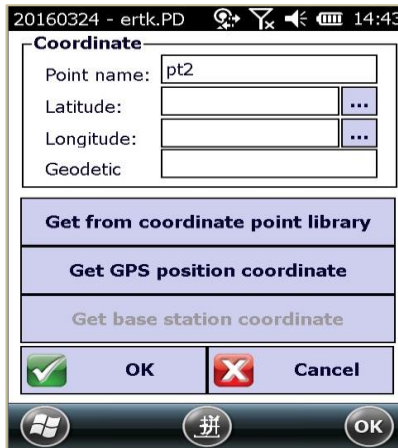 20160324 - ertk.PD 14:43
Coordinate
Point name: pt2
Latitude: ...
Longitude: ...
Geodetic
Get from coordinate point library
Get GPS position coordinate
Get base station coordinate
OK Cancel
拼 OK